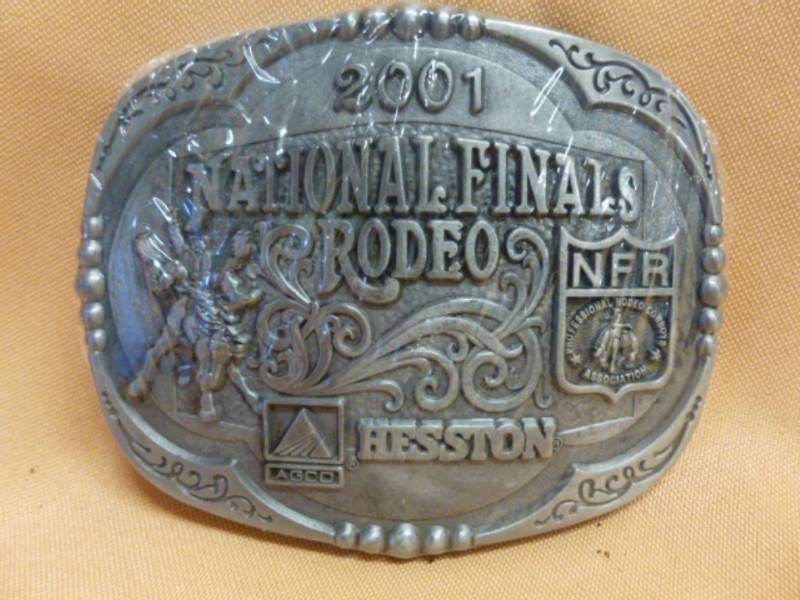 2001
NATIONAL FINALS
RODEO
NFR
PROFESSIONAL RODEO COWBOYS
ASSOCIATION
AGCO
HESSTON